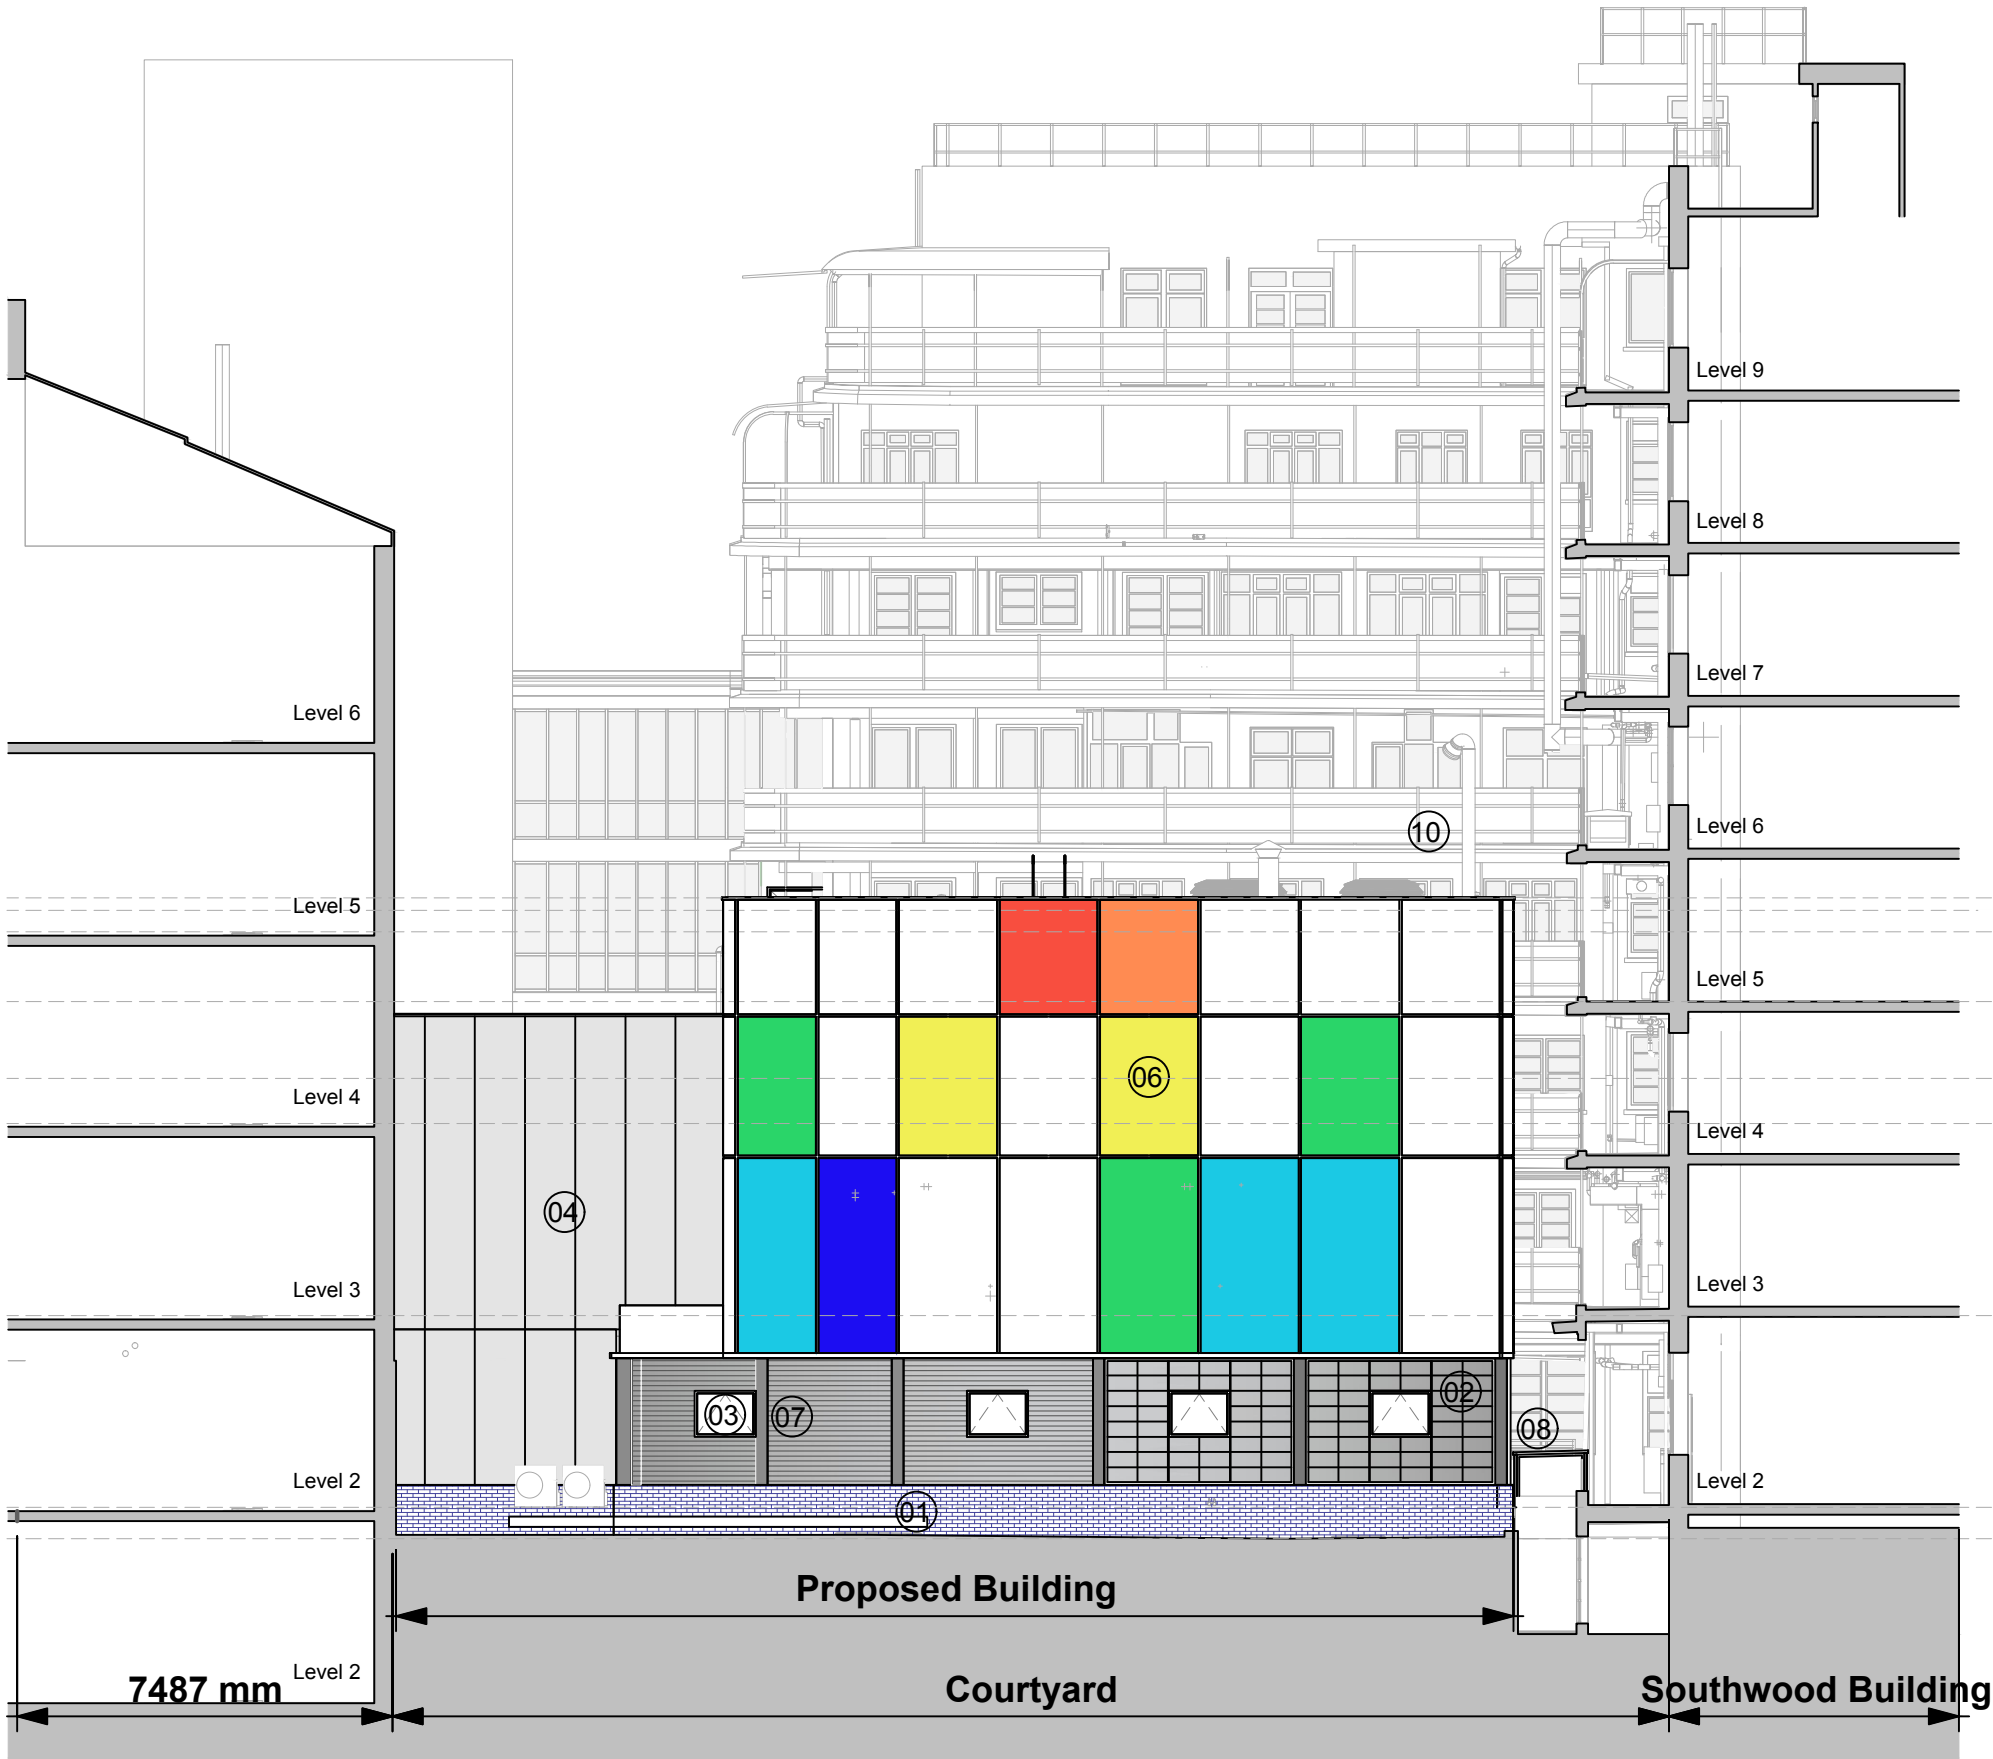 Level 9
Level 8
Level 7
Level 6
Level 6
10
Level 5
Level 5
06
Level 4
Level 4
04
Level 3
Level 3
02
03
07
08
Level 2
Level 2
01
Proposed Building
Level 2
7487 mm
Courtyard
Southwood Building